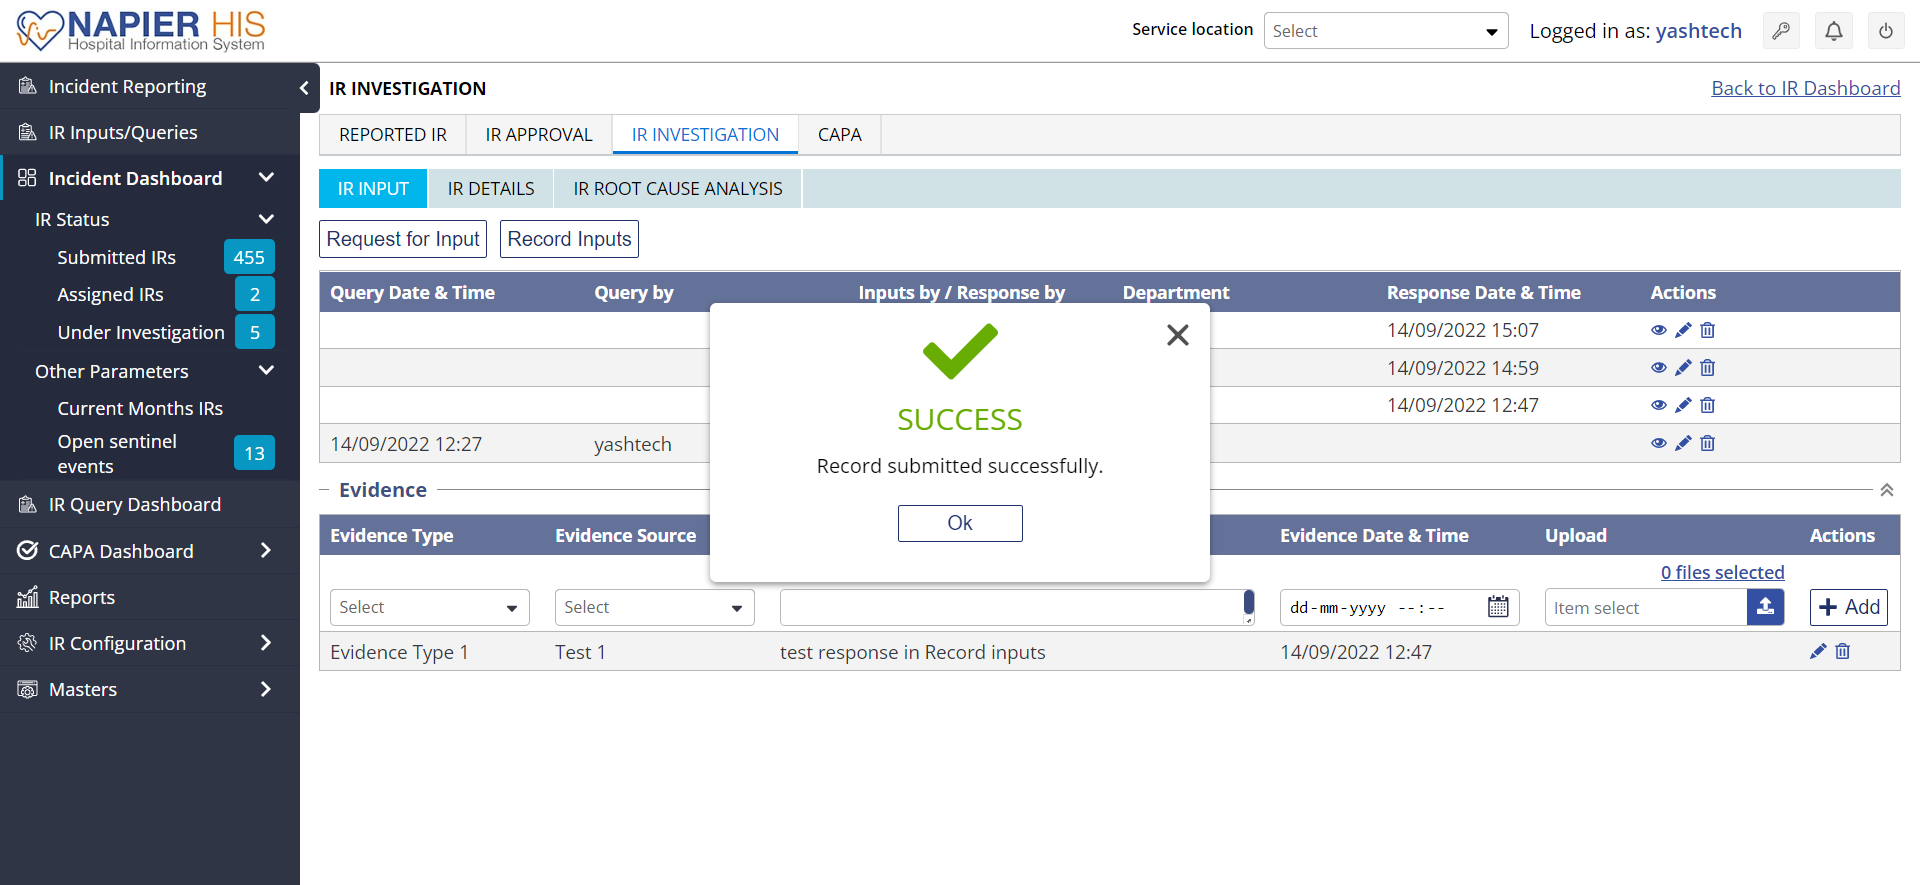 NAPIER HIS
Hospital Information System
Service location
Select
Logged in as: yashtech
Incident Reporting
IR Inputs/Queries
Incident Dashboard
IR Status
Submitted IRs 455
Assigned IRs 2
Under Investigation 5
Other Parameters
Current Months IRs
Open sentinel
events 13
IR Query Dashboard
CAPA Dashboard
Reports
IR Configuration
Masters
IR INVESTIGATION
Back to IR Dashboard
REPORTED IR IR APPROVAL IR INVESTIGATION CAPA
IR INPUT IR DETAILS IR ROOT CAUSE ANALYSIS
Request for Input Record Inputs
Query Date & Time Query by Inputs by / Response by Department Response Date & Time Actions
14/09/2022 15:07
14/09/2022 14:59
14/09/2022 12:47
14/09/2022 12:27 yashtech
SUCCESS
Record submitted successfully.
Ok
Evidence
Evidence Type Evidence Source Evidence Date & Time Upload Actions
0 files selected
Select Select dd-mm-yyyy --:-- Item select Add
Evidence Type 1 Test 1 test response in Record inputs 14/09/2022 12:47